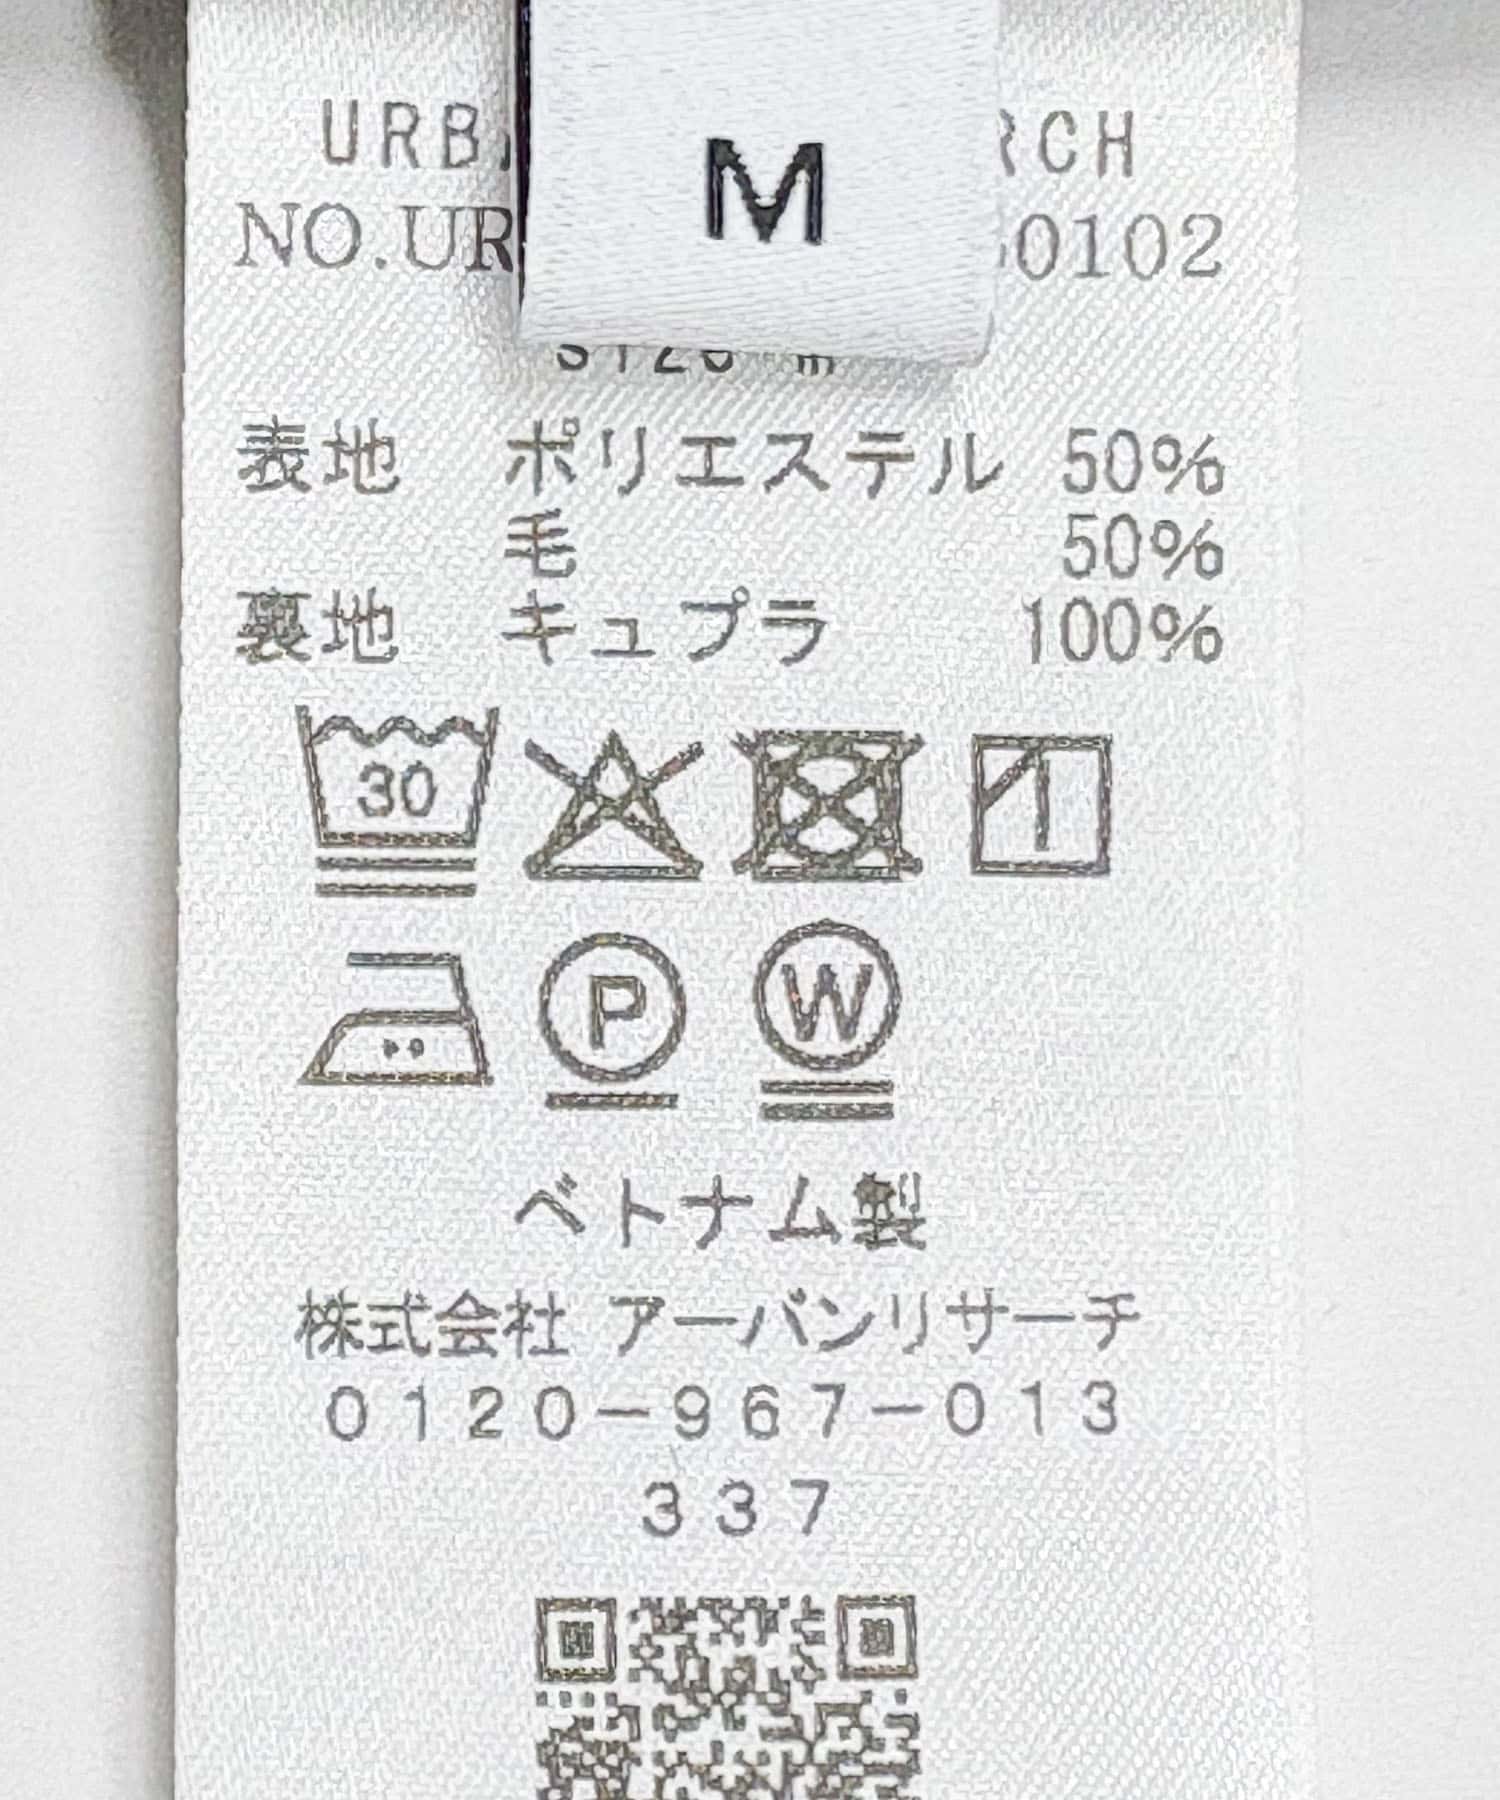 M
RCH
NO.UR 0102
表地 ポリエステル 50%
毛 50%
裏地 キュプラ 100%
30
P
W
ベトナム製
株式会社 アーバンリサーチ
0120-967-013
337